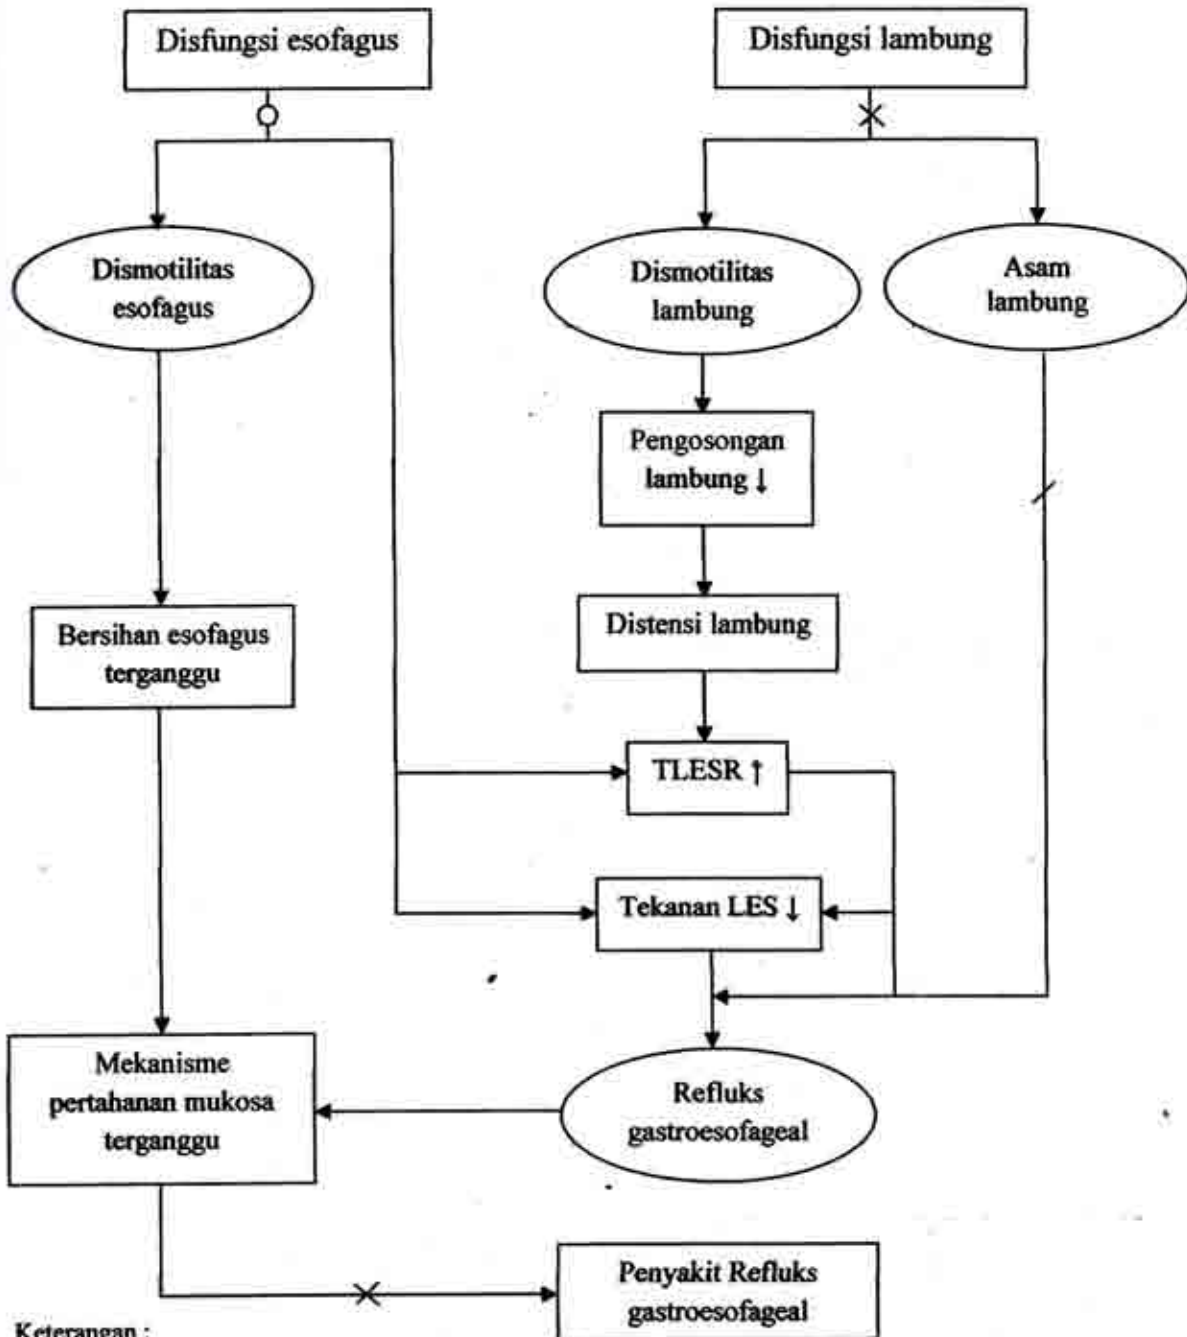 Disfungsi esofagus
Disfungsi lambung
Dismotilitas
esofagus
Dismotilitas
lambung
Asam
lambung
Pengosongan
lambung ↓
Bersihan esofagus
terganggu
Distensi lambung
TLESR ↑
Tekanan LES ↓
Mekanisme
pertahanan mukosa
terganggu
Refluks
gastroesofageal
Penyakit Refluks
gastroesofageal
Keterangan :